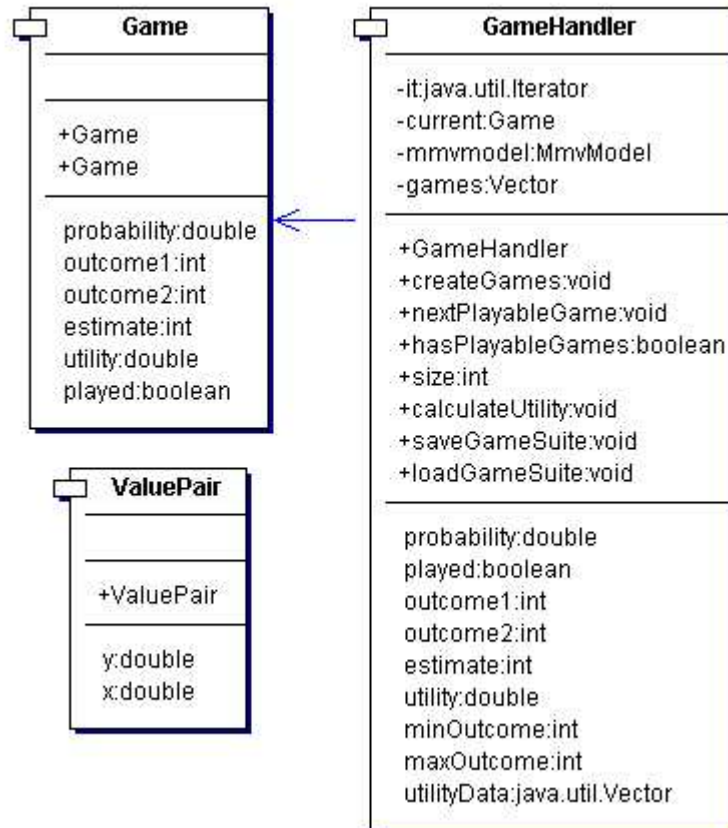 Game
+Game
+Game
probability:double
outcome1:int
outcome2:int
estimate:int
utility:double
played:boolean
ValuePair
+ValuePair
y:double
x:double
GameHandler
-it:java.util.Iterator
-current:Game
-mmvmodel:MmvModel
-games:Vector
+GameHandler
+createGames:void
+nextPlayableGame:void
+hasPlayableGames:boolean
+size:int
+calculateUtility:void
+saveGameSuite:void
+loadGameSuite:void
probability:double
played:boolean
outcome1:int
outcome2:int
estimate:int
utility:double
minOutcome:int
maxOutcome:int
utilityData:java.util.Vector